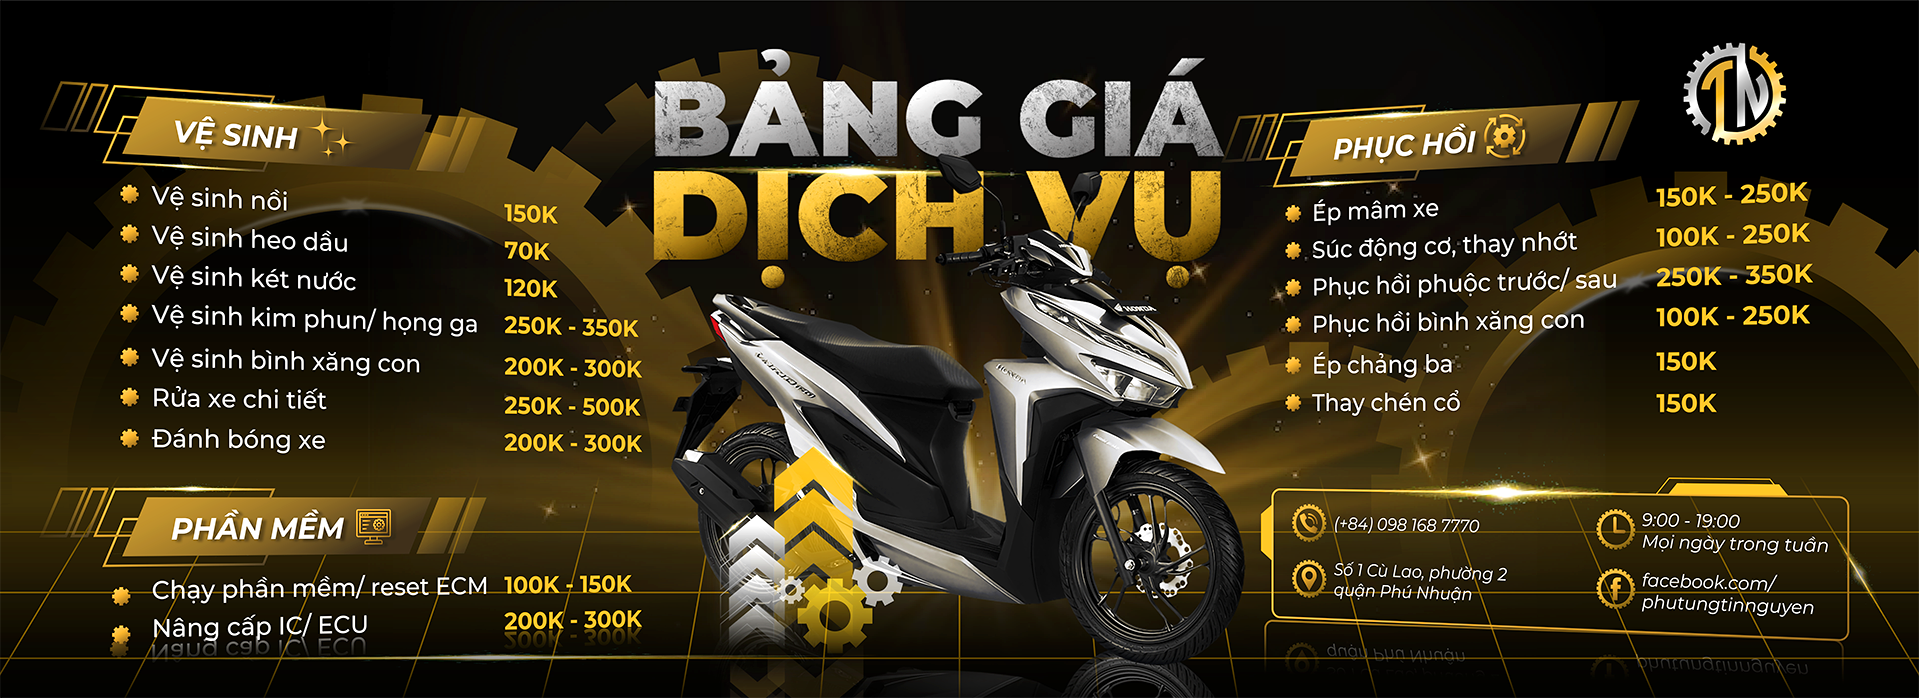 BẢNG GIÁ
DỊCH VỤ
VỆ SINH
Vệ sinh nồi 150K
Vệ sinh heo dầu 70K
Vệ sinh két nước 120K
Vệ sinh kim phun/ họng ga 250K - 350K
Vệ sinh bình xăng con 200K - 300K
Rửa xe chi tiết 250K - 500K
Đánh bóng xe 200K - 300K
PHẦN MỀM
Chạy phần mềm/ reset ECM 100K - 150K
Nâng cấp IC/ ECU 200K - 300K
HONDA
HONDA
VARIO 150
TN
PHỤC HỒI
Ép mâm xe 150K - 250K
Súc động cơ, thay nhớt 100K - 250K
Phục hồi phuộc trước/ sau 250K - 350K
Phục hồi bình xăng con 100K - 250K
Ép chảng ba 150K
Thay chén cổ 150K
(+84) 098 168 7770
Số 1 Cù Lao, phường 2
quận Phú Nhuận
9:00 - 19:00
Mọi ngày trong tuần
facebook.com/
phutungtinnguyen